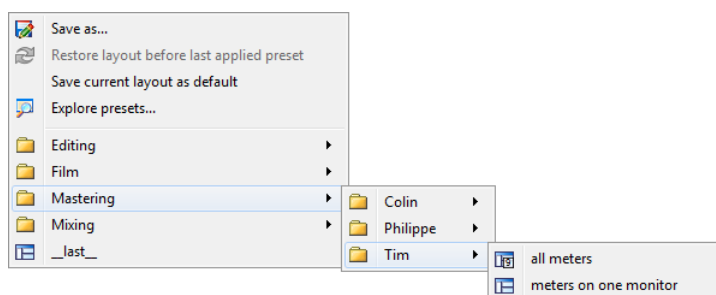 Save as...
Restore layout before last applied preset
Save current layout as default
Explore presets...
Editing
Film
Mastering
Mixing
__last__
Colin
Philippe
Tim
all meters
meters on one monitor